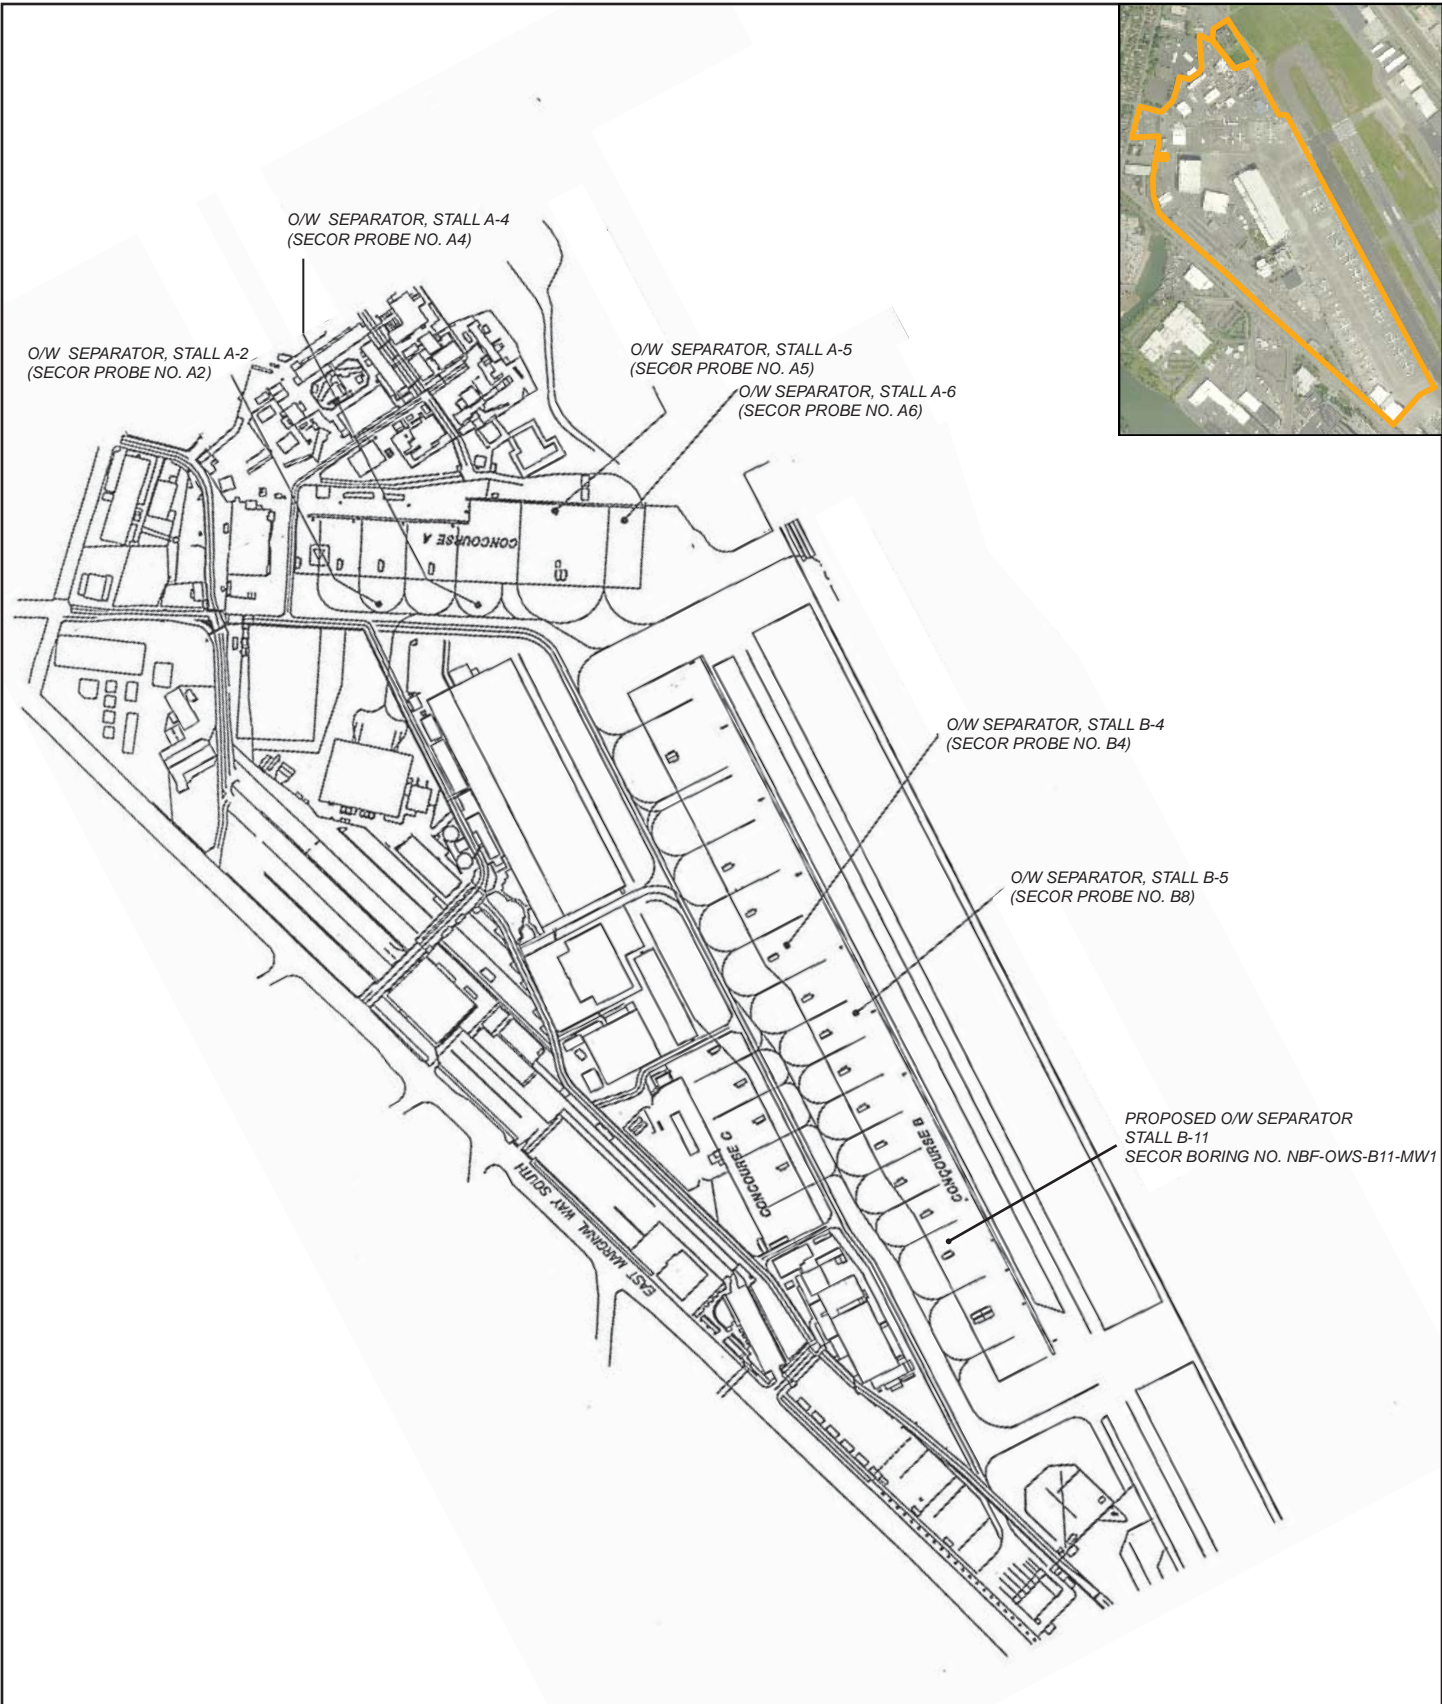 O/W SEPARATOR, STALL A-4
(SECOR PROBE NO. A4)
O/W SEPARATOR, STALL A-2
(SECOR PROBE NO. A2)
O/W SEPARATOR, STALL A-5
(SECOR PROBE NO. A5)
O/W SEPARATOR, STALL A-6
(SECOR PROBE NO. A6)
CONCOURSE A
O/W SEPARATOR, STALL B-4
(SECOR PROBE NO. B4)
O/W SEPARATOR, STALL B-5
(SECOR PROBE NO. B8)
PROPOSED O/W SEPARATOR
STALL B-11
SECOR BORING NO. NBF-OWS-B11-MW1
CONCOURSE B
CONCOURSE C
EAST MARGINAL WAY SOUTH